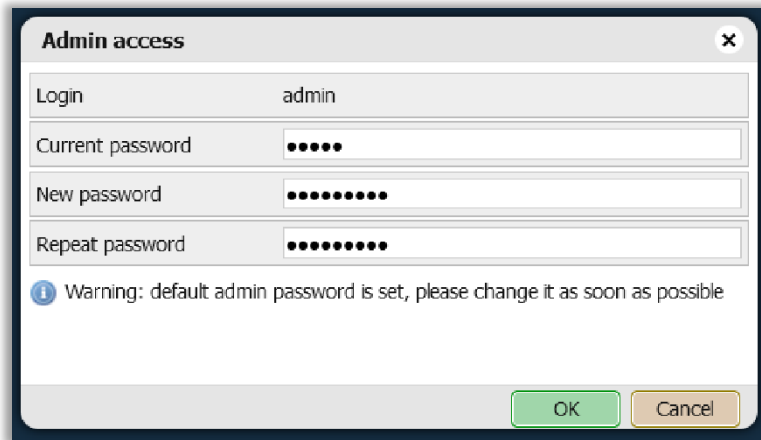 Admin access
Login admin
Current password •••••
New password •••••••••
Repeat password •••••••••
Warning: default admin password is set, please change it as soon as possible
OK Cancel